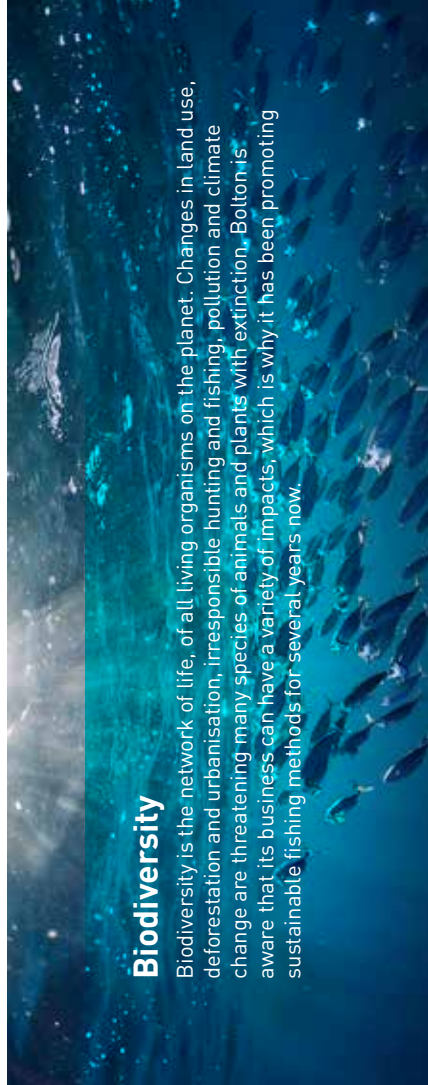 Biodiversity
Biodiversity is the network of life, of all living organisms on the planet. Changes in land use,
deforestation and urbanisation, irresponsible hunting and fishing, pollution and climate
change are threatening many species of animals and plants with extinction. Bolton is
aware that its business can have a variety of impacts, which is why it has been promoting
sustainable fishing methods for several years now.